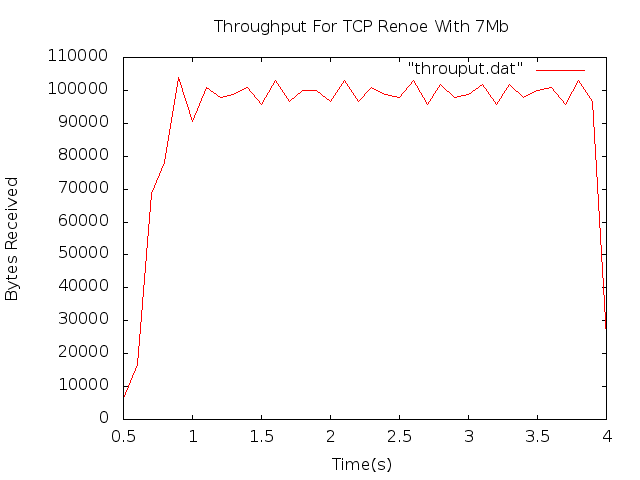 Throughput For TCP Renoe With 7Mb
"throuput.dat"
110000
100000
90000
80000
70000
60000
50000
40000
30000
20000
10000
0
Bytes Received
0.5 1 1.5 2 2.5 3 3.5 4
Time(s)